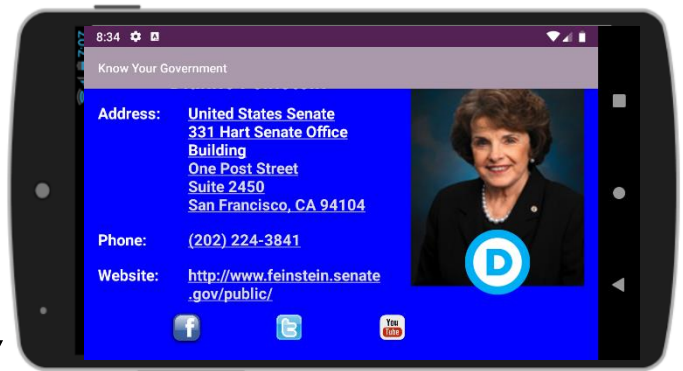 8:34
Know Your Government
Address: United States Senate
331 Hart Senate Office
Building
One Post Street
Suite 2450
San Francisco, CA 94104
Phone: (202) 224-3841
Website: http://www.feinstein.senate
.gov/public/
D
f
t
You
Tube